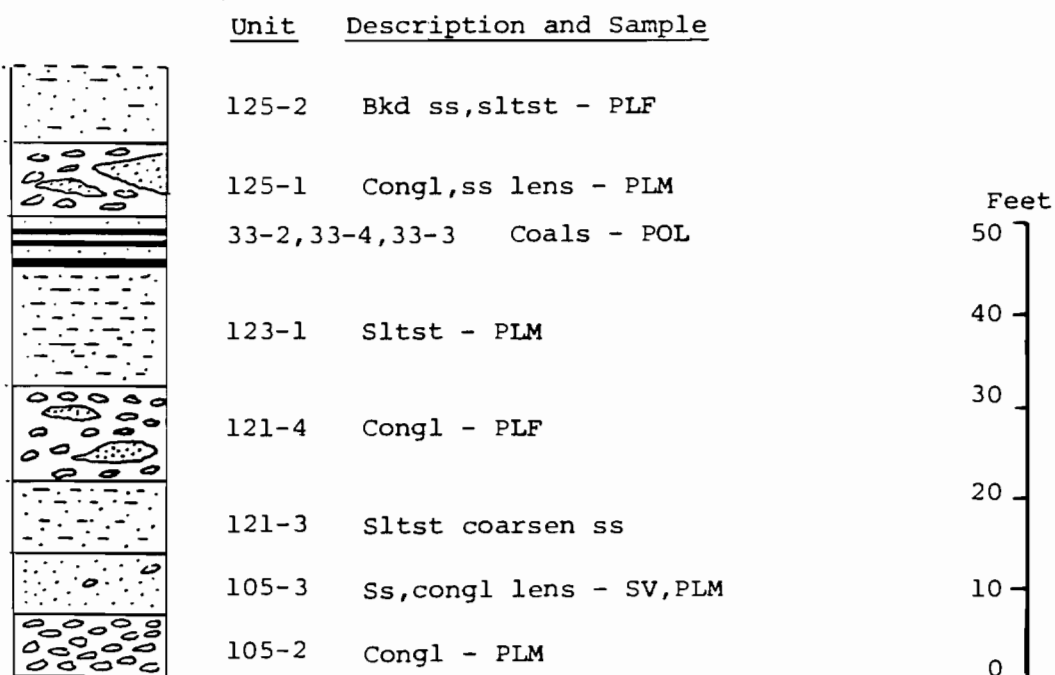 Unit Description and Sample
125-2 Bkd ss,sltst - PLF
125-1 Congl,ss lens - PLM
Feet
33-2,33-4,33-3 Coals - POL
50
40
123-1 Sltst - PLM
30
121-4 Congl - PLF
20
121-3 Sltst coarsen ss
105-3 Ss,congl lens - SV,PLM
10
105-2 Congl - PLM
0